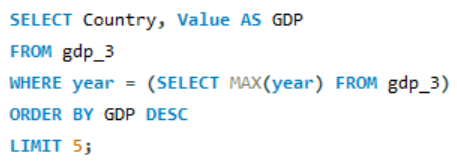 SELECT Country, Value AS GDP
FROM gdp_3
WHERE year = (SELECT MAX(year) FROM gdp_3)
ORDER BY GDP DESC
LIMIT 5;